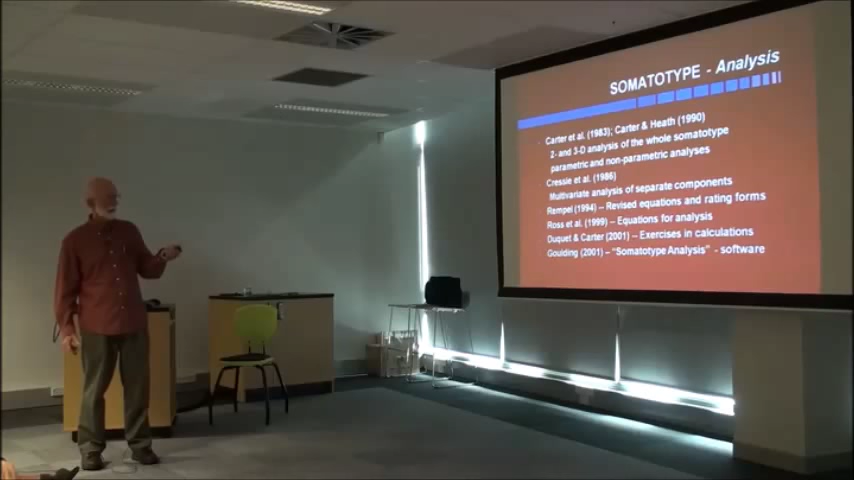 SOMATOTYPE - Analysis
Carter et al. (1983); Carter & Heath (1990)
2- and 3-D analysis of the whole somatotype
parametric and non-parametric analyses
Cressie et al. (1986)
Multivariate analysis of separate components
Rempel (1994) – Revised equations and rating forms
Ross et al. (1999) – Equations for analysis
Duquet & Carter (2001) – Exercises in calculations
Goulding (2001) – "Somatotype Analysis" - software